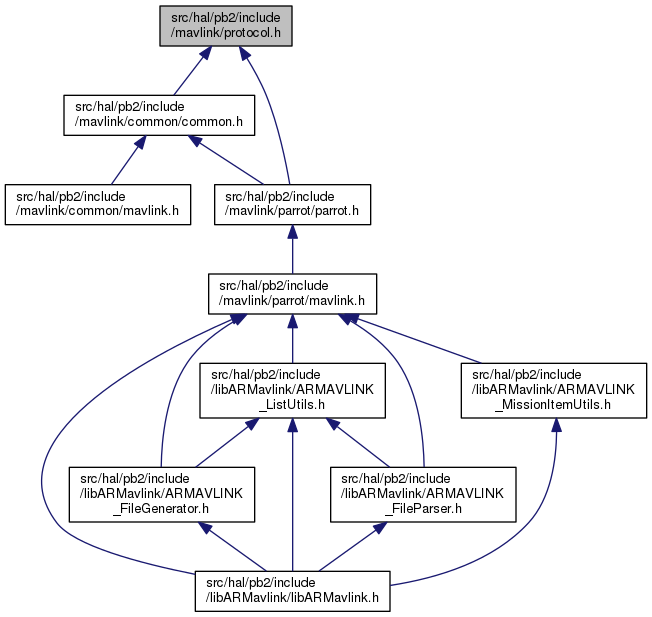 src/hal/pb2/include
/mavlink/protocol.h
src/hal/pb2/include
/mavlink/common/common.h
src/hal/pb2/include
/mavlink/common/mavlink.h
src/hal/pb2/include
/mavlink/parrot/parrot.h
src/hal/pb2/include
/mavlink/parrot/mavlink.h
src/hal/pb2/include
/libARMavlink/ARMAVLINK
_ListUtils.h
src/hal/pb2/include
/libARMavlink/ARMAVLINK
_MissionItemUtils.h
src/hal/pb2/include
/libARMavlink/ARMAVLINK
_FileGenerator.h
src/hal/pb2/include
/libARMavlink/ARMAVLINK
_FileParser.h
src/hal/pb2/include
/libARMavlink/libARMavlink.h